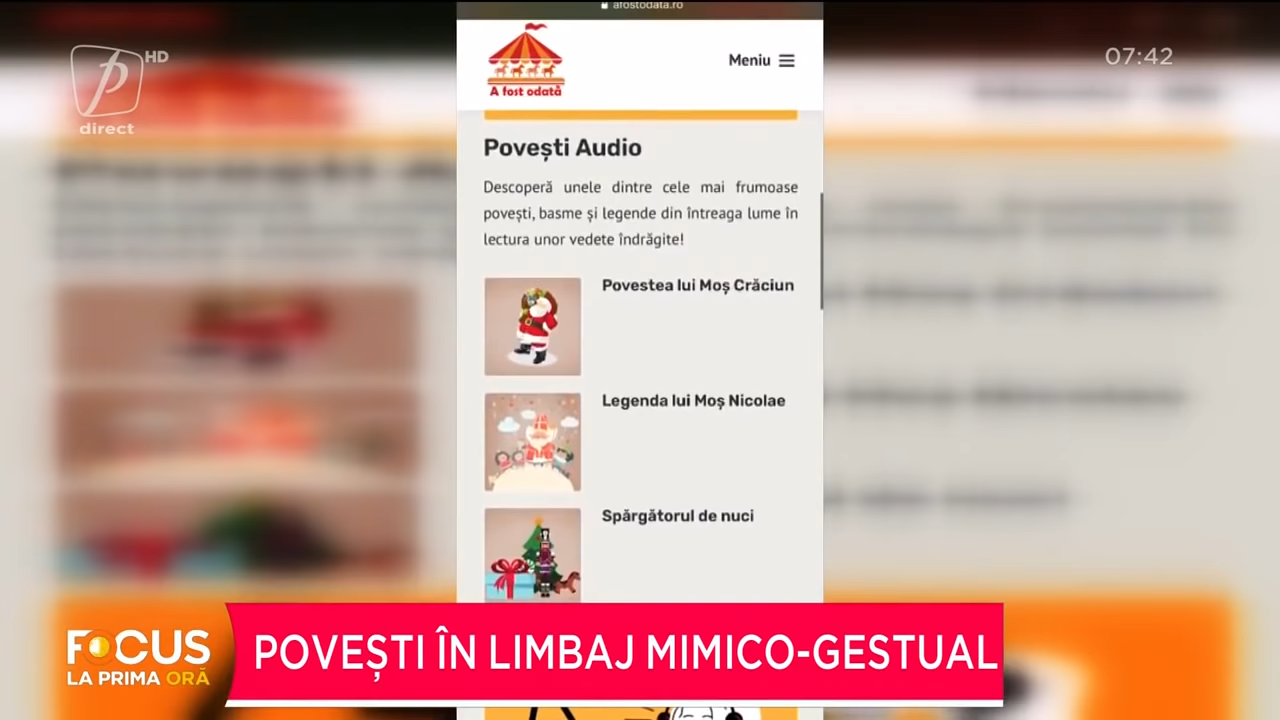 afostodata.ro
HD
07:42
direct
A fost odată
Meniu
Povești Audio
Descoperă unele dintre cele mai frumoase
povești, basme și legende din întreaga lume în
lectura unor vedete îndrăgite!
Povestea lui Moș Crăciun
Legenda lui Moș Nicolae
Spărgătorul de nuci
FOCUS
LA PRIMA ORĂ
POVEȘTI ÎN LIMBAJ MIMICO-GESTUAL